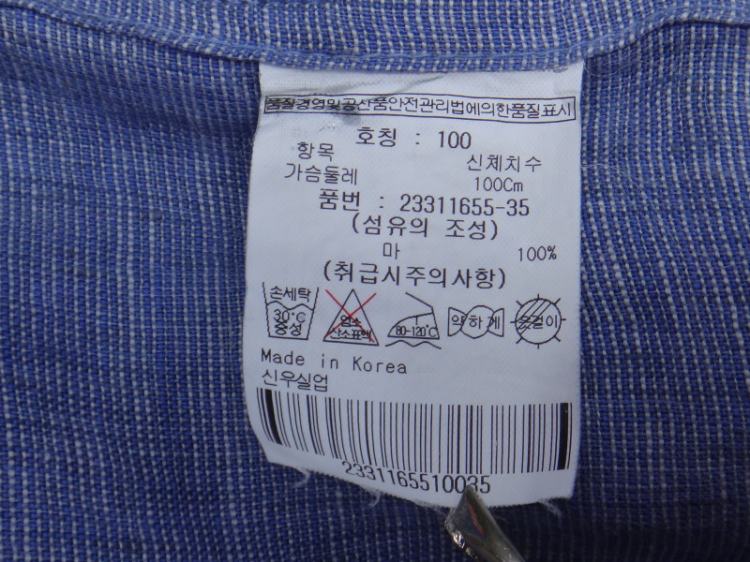 품질경영및공산품안전관리법에의한품질표시
호칭 : 100
항목 신체치수
가슴둘레 100Cm
품번 : 23311655-35
(섬유의 조성)
마 100%
(취급시주의사항)
손세탁 30°C 중성
염소 산소표백
80-120°C
약하게
옷걸이
Made in Korea
신우실업
2331165510035